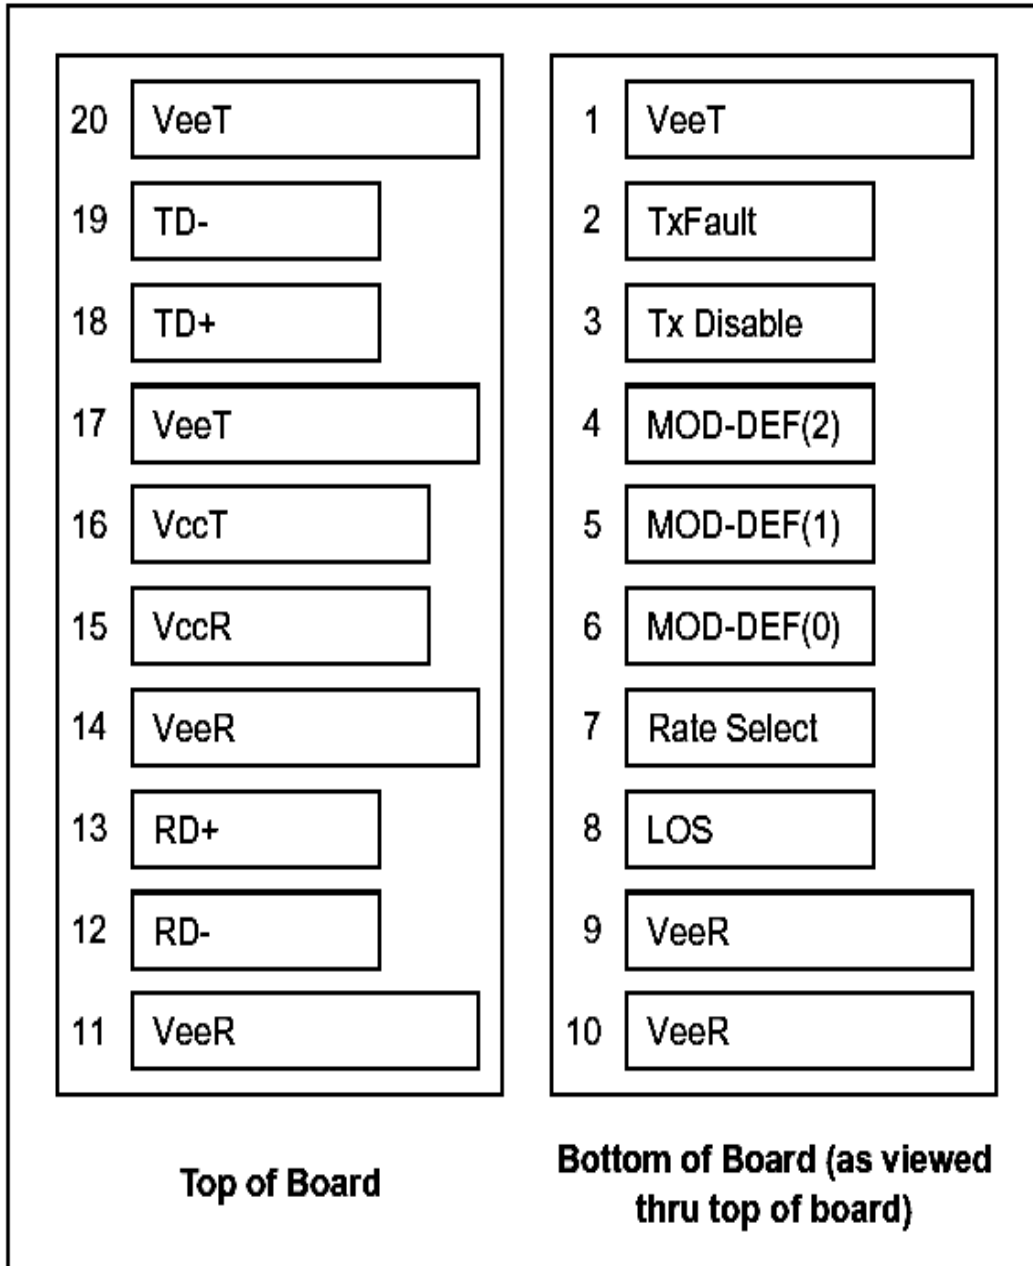 20 VeeT
19 TD-
18 TD+
17 VeeT
16 VccT
15 VccR
14 VeeR
13 RD+
12 RD-
11 VeeR
Top of Board
1 VeeT
2 TxFault
3 Tx Disable
4 MOD-DEF(2)
5 MOD-DEF(1)
6 MOD-DEF(0)
7 Rate Select
8 LOS
9 VeeR
10 VeeR
Bottom of Board (as viewed
thru top of board)